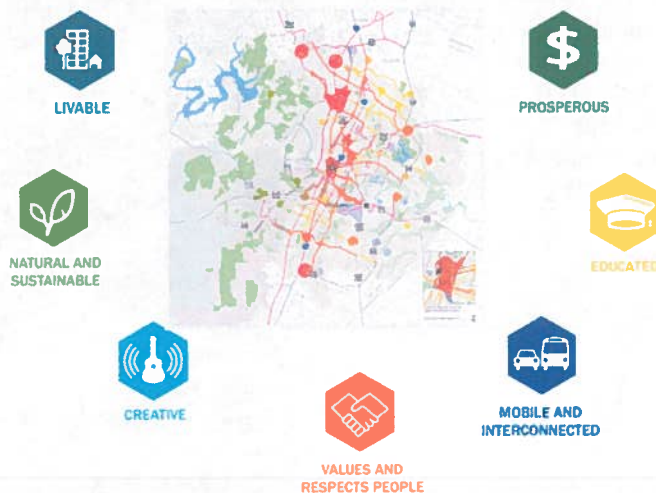 LIVABLE
$
PROSPEROUS
NATURAL AND
SUSTAINABLE
EDUCATED
CREATIVE
MOBILE AND
INTERCONNECTED
VALUES AND
RESPECTS PEOPLE